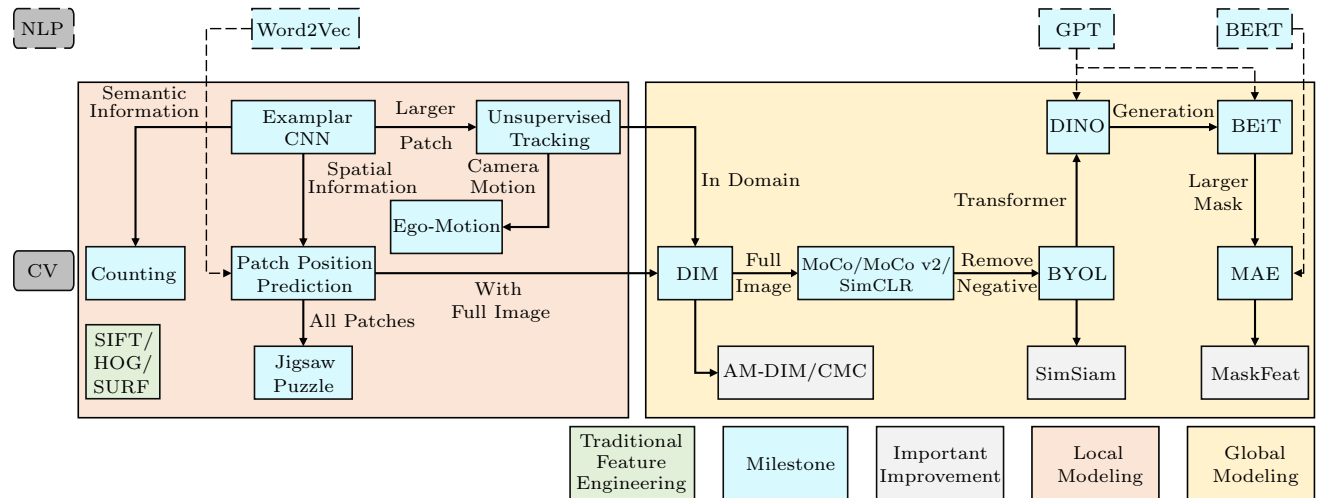 NLP
Word2Vec
GPT
BERT
Semantic
Information
Examplar
CNN
Larger
Patch
Unsupervised
Tracking
DINO
Generation
BEiT
Spatial
Information
Camera
Motion
In Domain
Transformer
Larger
Mask
Ego-Motion
CV
Counting
Patch Position
Prediction
With
Full Image
DIM
Full
Image
MoCo/MoCo v2/
SimCLR
Remove
Negative
BYOL
MAE
SIFT/
HOG/
SURF
All Patches
Jigsaw
Puzzle
AM-DIM/CMC
SimSiam
MaskFeat
Traditional
Feature
Engineering
Milestone
Important
Improvement
Local
Modeling
Global
Modeling